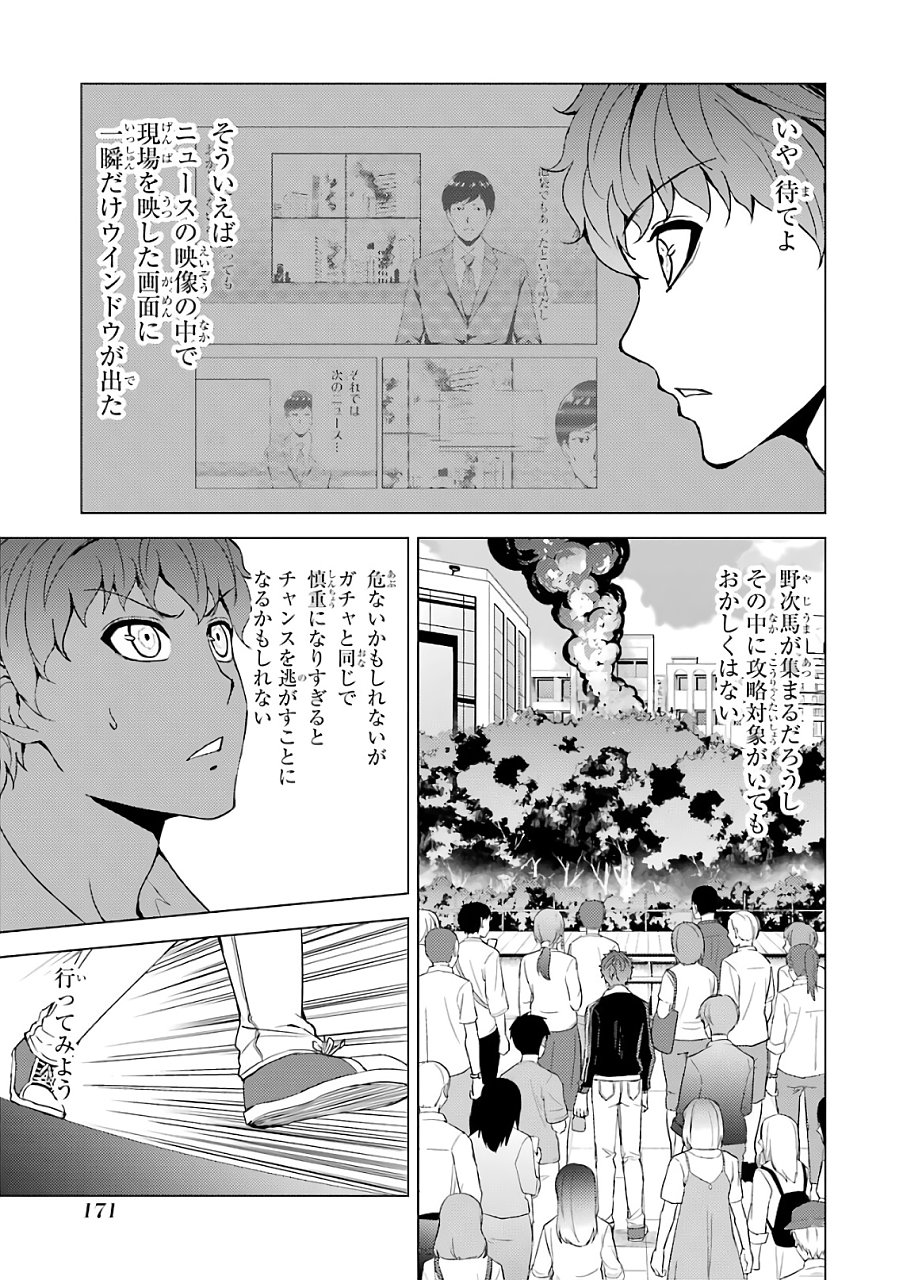 いや 待てよ
そういえば
ニュースの映像の中で
現場を映した画面に
一瞬だけウインドウが出た
それでは
次のニュース…
野次馬が集まるだろうし
その中に攻略対象がいても
おかしくはない
危ないかもしれないが
ガチャと同じで
慎重になりすぎると
チャンスを逃がすことに
なるかもしれない
行ってみよう
171